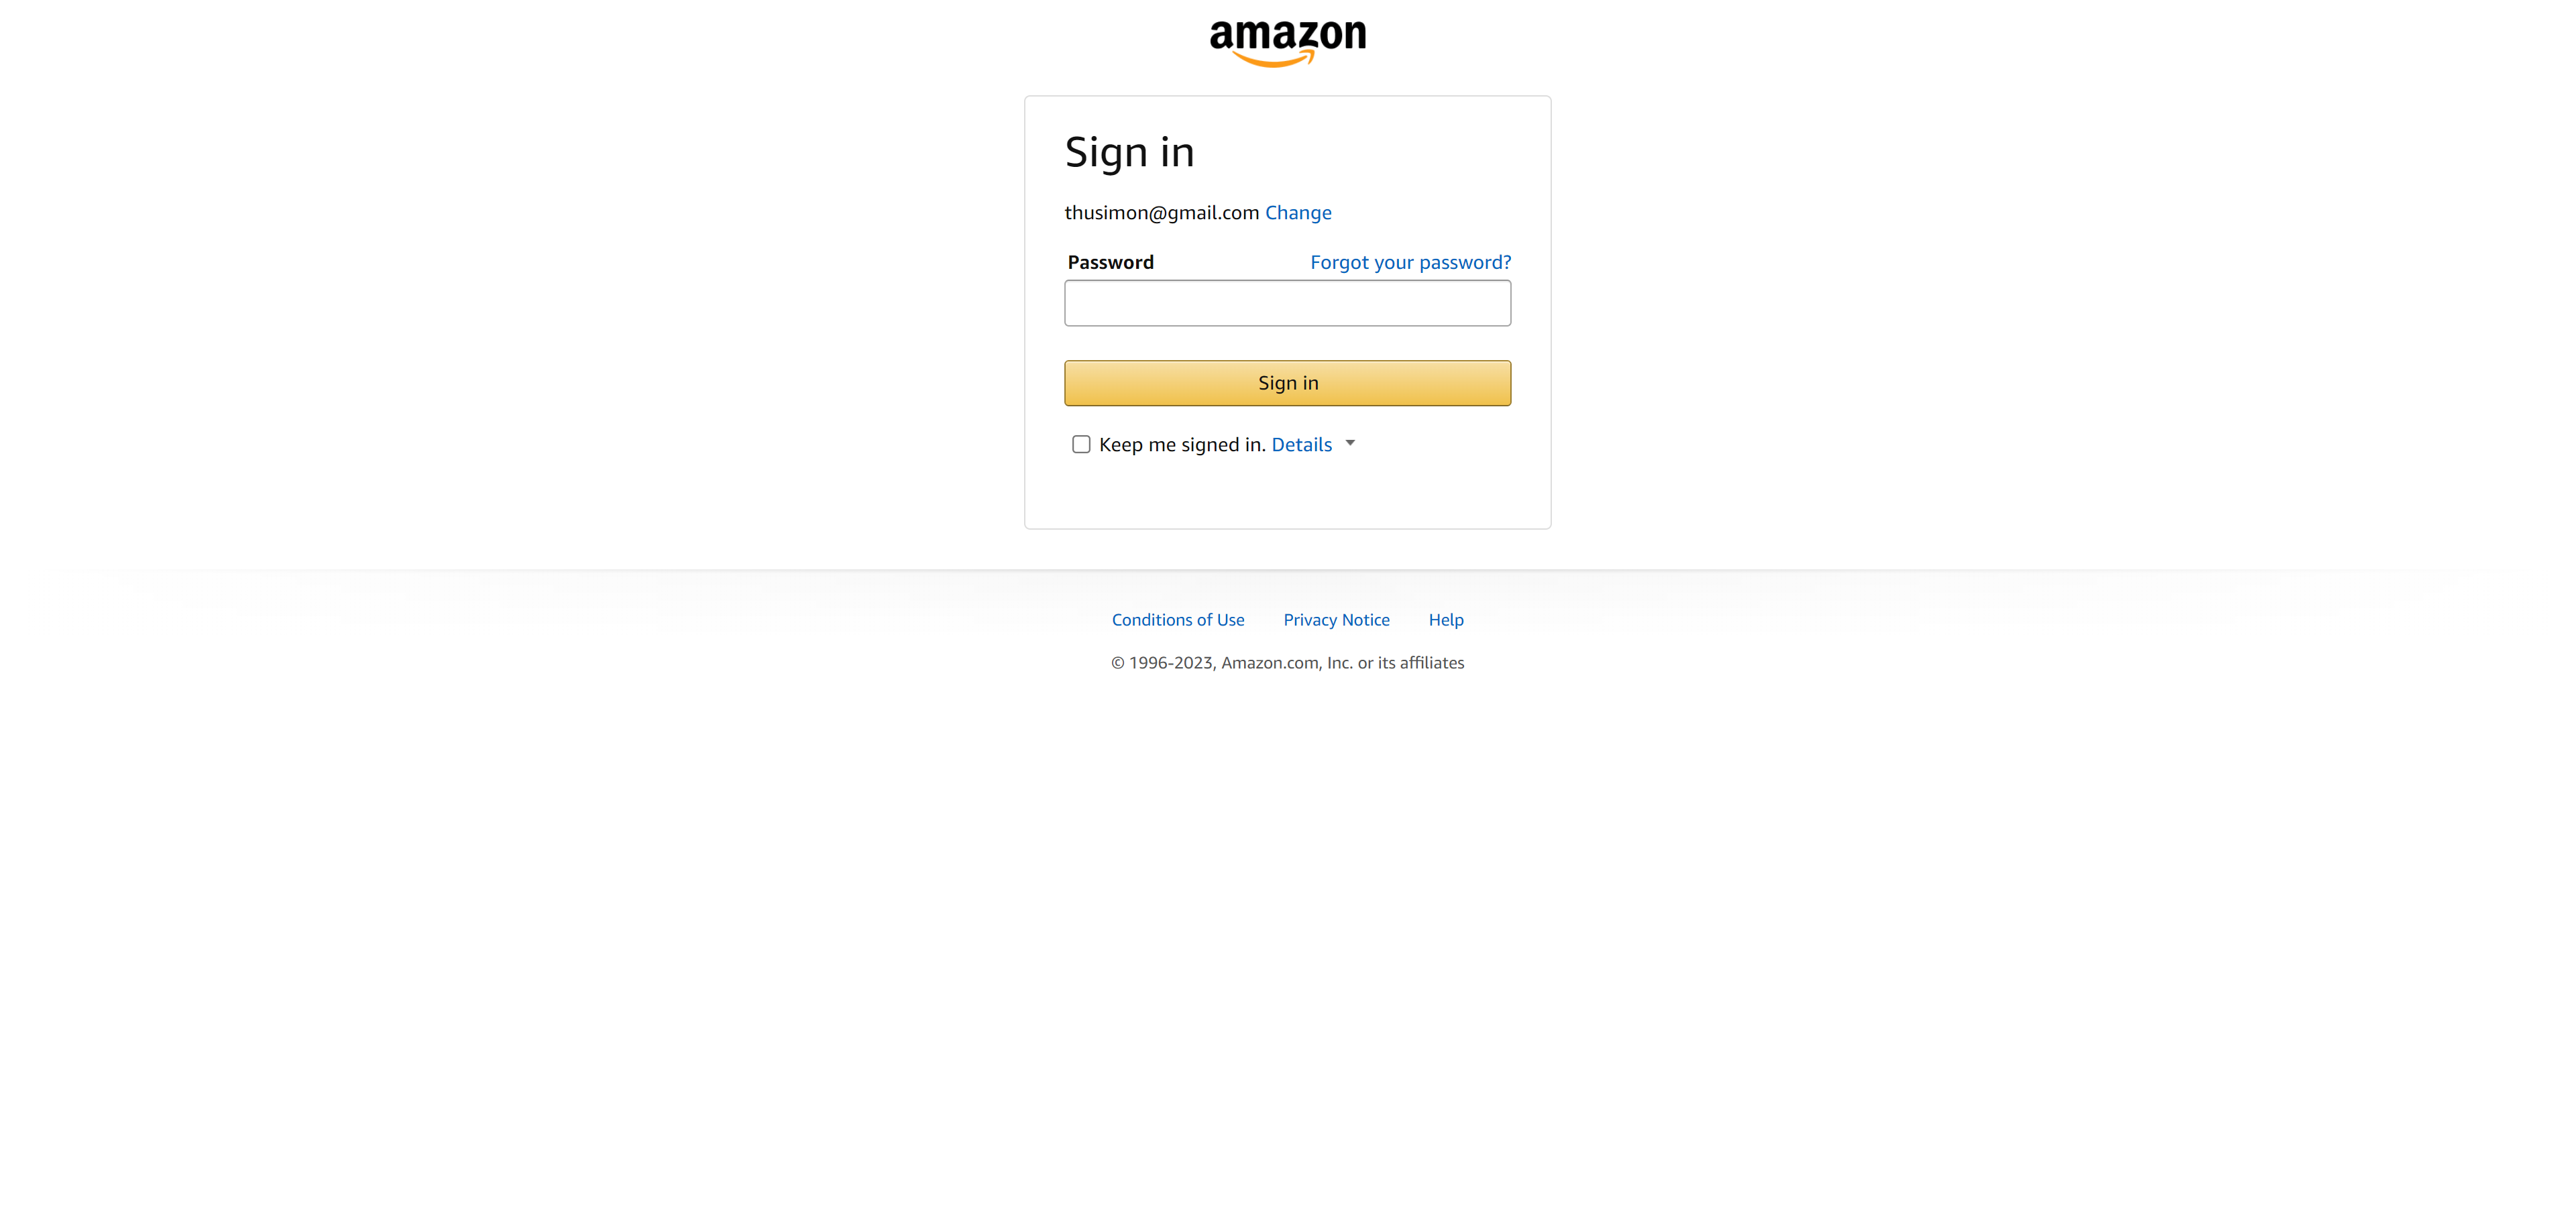 amazon
Sign in
thusimon@gmail.com Change
Password Forgot your password?
Sign in
Keep me signed in. Details
Conditions of Use Privacy Notice Help
© 1996-2023, Amazon.com, Inc. or its affiliates